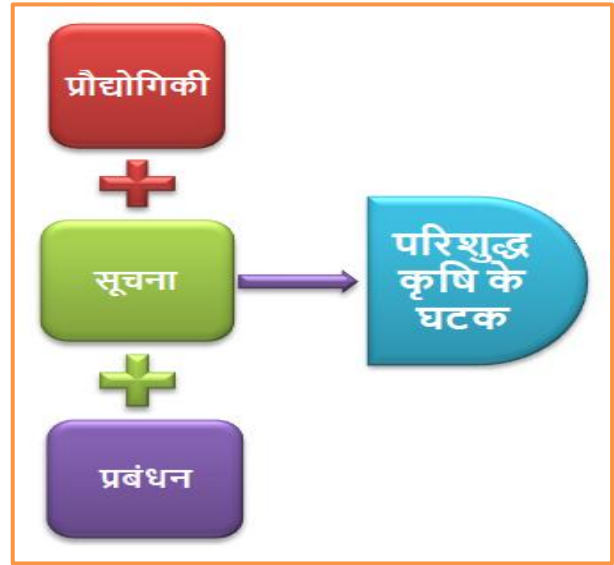 प्रौद्योगिकी
सूचना
प्रबंधन
परिशुद्ध
कृषि के
घटक